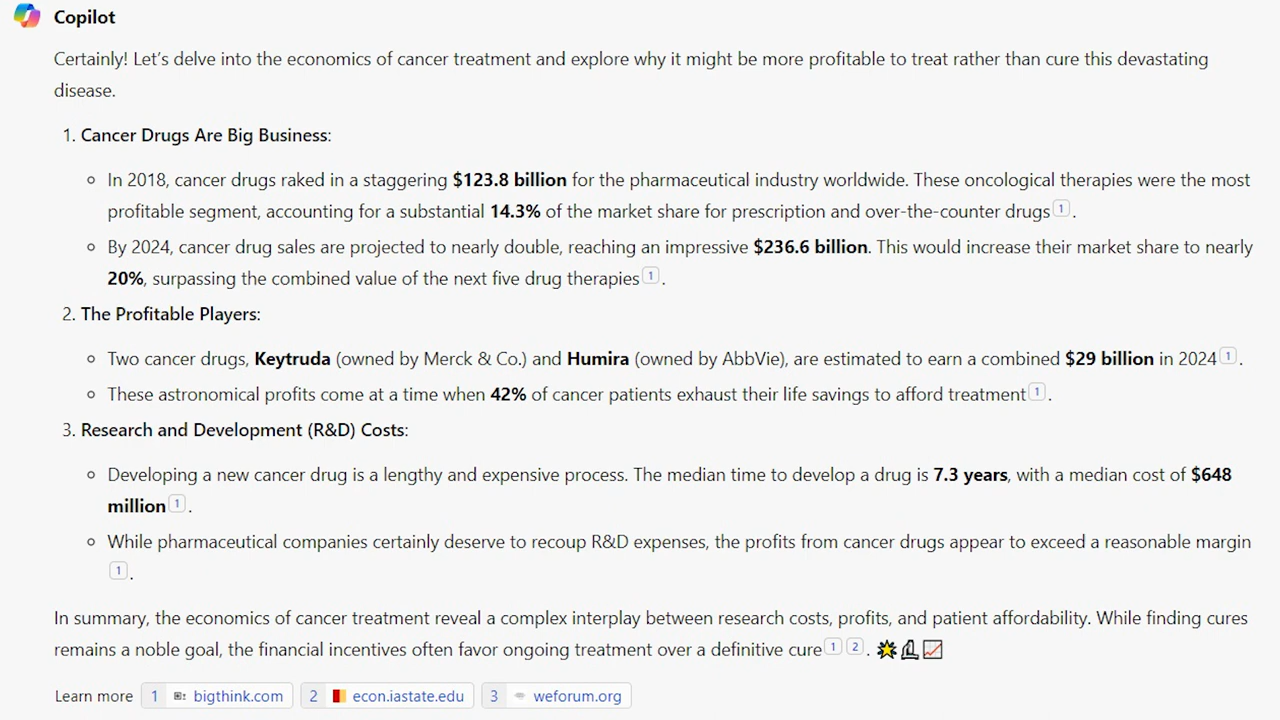 Copilot
Certainly! Let’s delve into the economics of cancer treatment and explore why it might be more profitable to treat rather than cure this devastating
disease.
1. Cancer Drugs Are Big Business:
In 2018, cancer drugs raked in a staggering $123.8 billion for the pharmaceutical industry worldwide. These oncological therapies were the most
profitable segment, accounting for a substantial 14.3% of the market share for prescription and over-the-counter drugs 1 .
By 2024, cancer drug sales are projected to nearly double, reaching an impressive $236.6 billion. This would increase their market share to nearly
20%, surpassing the combined value of the next five drug therapies 1 .
2. The Profitable Players:
Two cancer drugs, Keytruda (owned by Merck & Co.) and Humira (owned by AbbVie), are estimated to earn a combined $29 billion in 2024 1 .
These astronomical profits come at a time when 42% of cancer patients exhaust their life savings to afford treatment 1 .
3. Research and Development (R&D) Costs:
Developing a new cancer drug is a lengthy and expensive process. The median time to develop a drug is 7.3 years, with a median cost of $648
million 1 .
While pharmaceutical companies certainly deserve to recoup R&D expenses, the profits from cancer drugs appear to exceed a reasonable margin
1 .
In summary, the economics of cancer treatment reveal a complex interplay between research costs, profits, and patient affordability. While finding cures
remains a noble goal, the financial incentives often favor ongoing treatment over a definitive cure 1 2 .
Learn more 1 bigthink.com 2 econ.iastate.edu 3 weforum.org